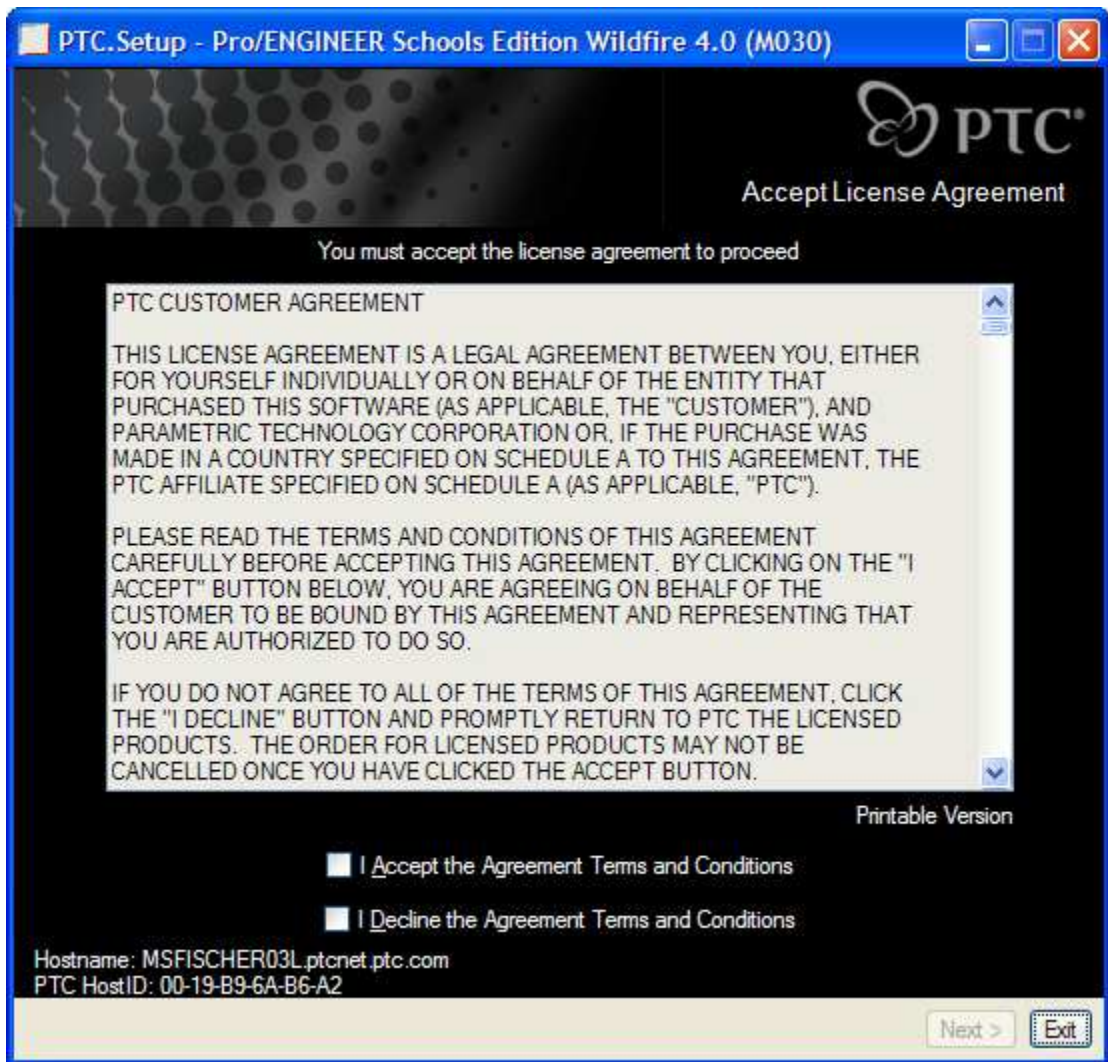 PTC.Setup - Pro/ENGINEER Schools Edition Wildfire 4.0 (M030)
PTC®
Accept License Agreement
You must accept the license agreement to proceed
PTC CUSTOMER AGREEMENT
THIS LICENSE AGREEMENT IS A LEGAL AGREEMENT BETWEEN YOU, EITHER
FOR YOURSELF INDIVIDUALLY OR ON BEHALF OF THE ENTITY THAT
PURCHASED THIS SOFTWARE (AS APPLICABLE, THE "CUSTOMER"), AND
PARAMETRIC TECHNOLOGY CORPORATION OR, IF THE PURCHASE WAS
MADE IN A COUNTRY SPECIFIED ON SCHEDULE A TO THIS AGREEMENT, THE
PTC AFFILIATE SPECIFIED ON SCHEDULE A (AS APPLICABLE, "PTC").
PLEASE READ THE TERMS AND CONDITIONS OF THIS AGREEMENT
CAREFULLY BEFORE ACCEPTING THIS AGREEMENT.  BY CLICKING ON THE "I
ACCEPT" BUTTON BELOW, YOU ARE AGREEING ON BEHALF OF THE
CUSTOMER TO BE BOUND BY THIS AGREEMENT AND REPRESENTING THAT
YOU ARE AUTHORIZED TO DO SO.
IF YOU DO NOT AGREE TO ALL OF THE TERMS OF THIS AGREEMENT, CLICK
THE "I DECLINE" BUTTON AND PROMPTLY RETURN TO PTC THE LICENSED
PRODUCTS.  THE ORDER FOR LICENSED PRODUCTS MAY NOT BE
CANCELLED ONCE YOU HAVE CLICKED THE ACCEPT BUTTON.
Printable Version
I Accept the Agreement Terms and Conditions
I Decline the Agreement Terms and Conditions
Hostname: MSFISCHER03L.ptcnet.ptc.com
PTC HostID: 00-19-B9-6A-B6-A2
Next > Exit